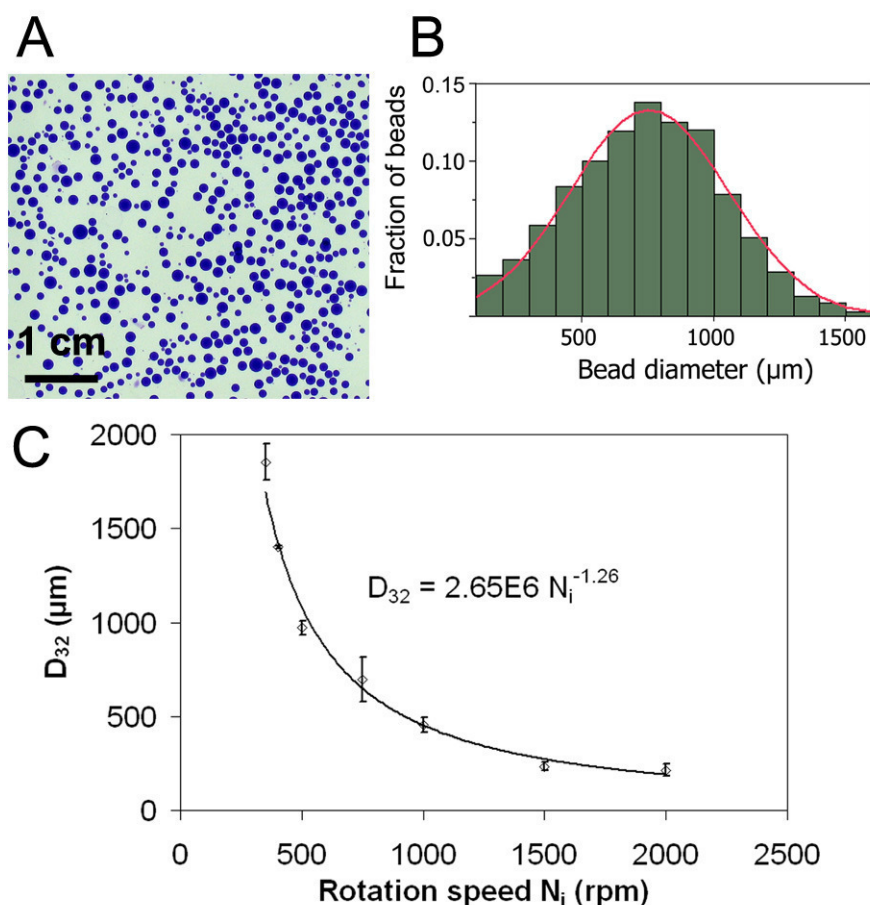 A
1 cm
B
Fraction of beads
0.15
0.10
0.05
500 1000 1500
Bead diameter (µm)
C
D32 (µm)
2000
1500
1000
500
0
D32 = 2.65E6 Ni-1.26
0 500 1000 1500 2000 2500
Rotation speed Ni (rpm)